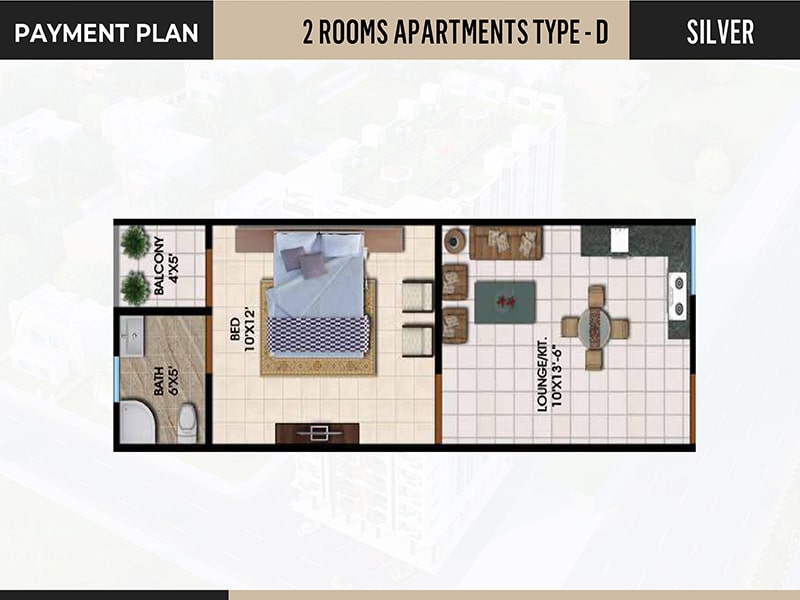 PAYMENT PLAN
2 ROOMS APARTMENTS TYPE - D
SILVER
BALCONY
4'X5'
BATH
6'X5'
BED
10'X12'
LOUNGE/KIT.
10'X13'-6"